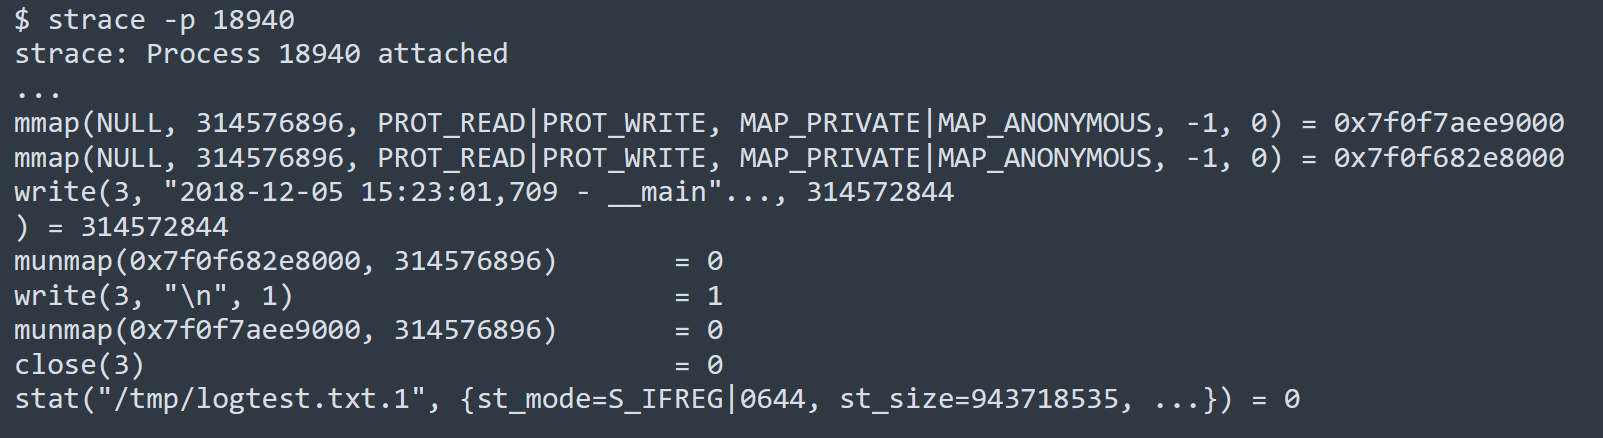 $ strace -p 18940
strace: Process 18940 attached
...
mmap(NULL, 314576896, PROT_READ|PROT_WRITE, MAP_PRIVATE|MAP_ANONYMOUS, -1, 0) = 0x7f0f7aee9000
mmap(NULL, 314576896, PROT_READ|PROT_WRITE, MAP_PRIVATE|MAP_ANONYMOUS, -1, 0) = 0x7f0f682e8000
write(3, "2018-12-05 15:23:01,709 - __main"..., 314572844
) = 314572844
munmap(0x7f0f682e8000, 314576896)       = 0
write(3, "\n", 1)                       = 1
munmap(0x7f0f7aee9000, 314576896)       = 0
close(3)                                = 0
stat("/tmp/logtest.txt.1", {st_mode=S_IFREG|0644, st_size=943718535, ...}) = 0